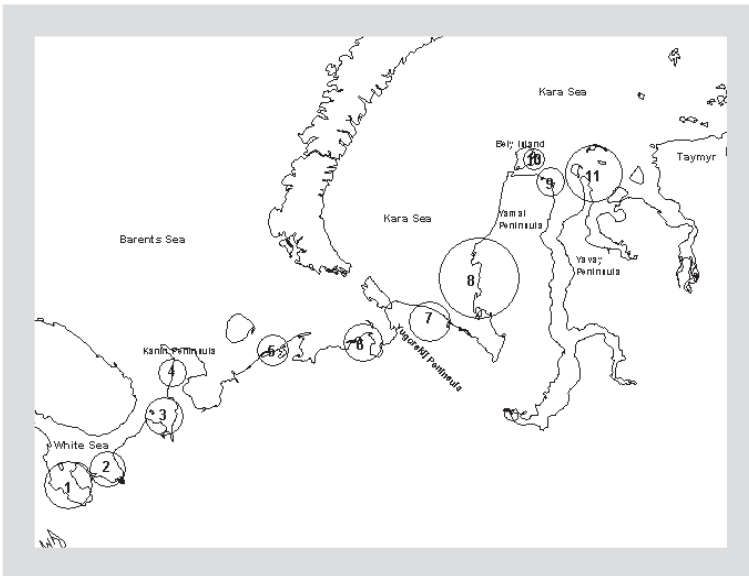 Kara Sea
Bely Island
10
Taymyr
9
11
Kara Sea
Yamal
Peninsula
Barents Sea
Yavay
Peninsula
8
7
Yugorskij Peninsula
6
5
Kanin Peninsula
4
3
White Sea
2
1